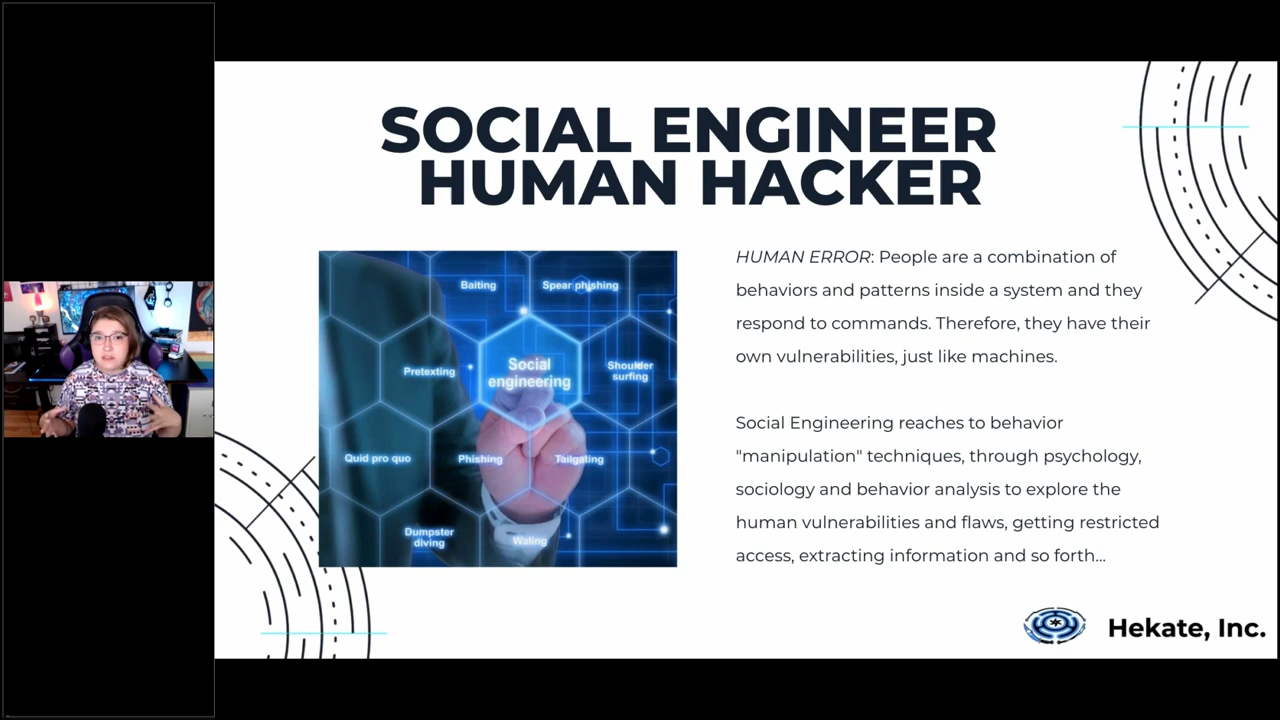 SOCIAL ENGINEER
HUMAN HACKER
Baiting
Spear phishing
Pretexting
Social
engineering
Shoulder
surfing
Quid pro quo
Phishing
Tailgating
Dumpster
diving
Waling
HUMAN ERROR: People are a combination of
behaviors and patterns inside a system and they
respond to commands. Therefore, they have their
own vulnerabilities, just like machines.
Social Engineering reaches to behavior
"manipulation" techniques, through psychology,
sociology and behavior analysis to explore the
human vulnerabilities and flaws, getting restricted
access, extracting information and so forth...
Hekate, Inc.